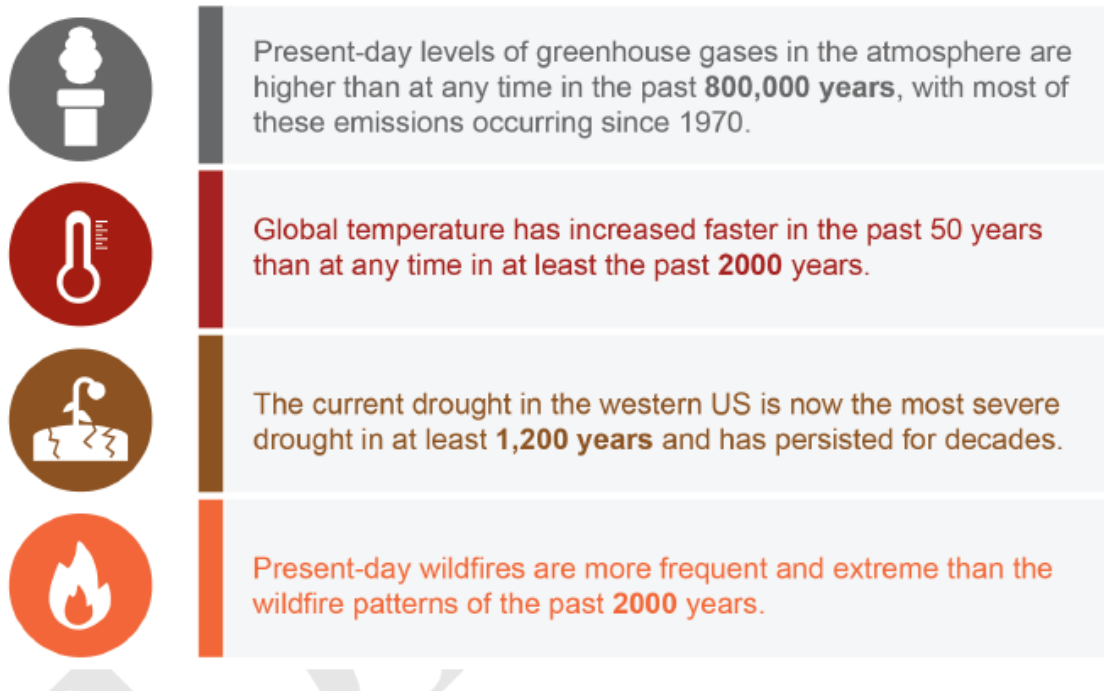 Present-day levels of greenhouse gases in the atmosphere are
higher than at any time in the past 800,000 years, with most of
these emissions occurring since 1970.
Global temperature has increased faster in the past 50 years
than at any time in at least the past 2000 years.
The current drought in the western US is now the most severe
drought in at least 1,200 years and has persisted for decades.
Present-day wildfires are more frequent and extreme than the
wildfire patterns of the past 2000 years.